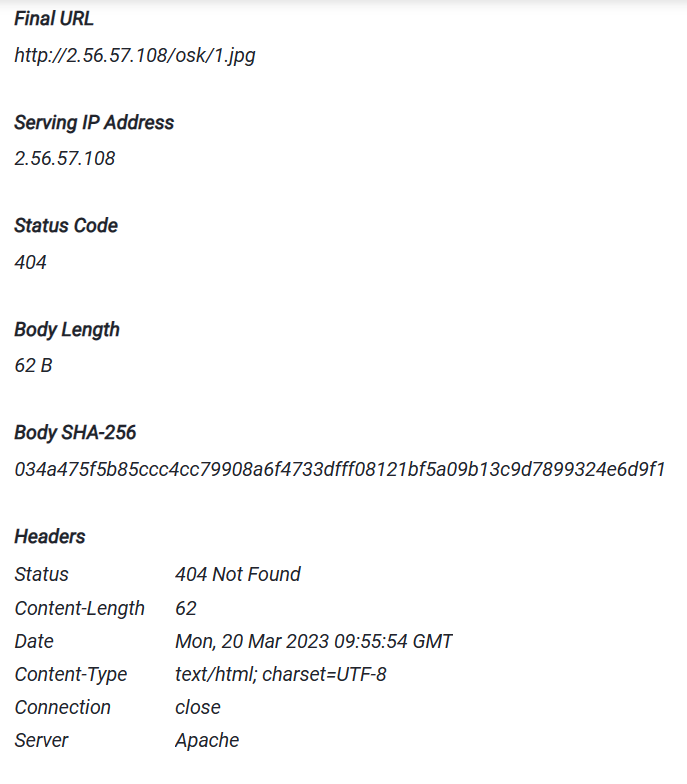 Final URL
http://2.56.57.108/osk/1.jpg
Serving IP Address
2.56.57.108
Status Code
404
Body Length
62 B
Body SHA-256
034a475f5b85ccc4cc79908a6f4733dfff08121bf5a09b13c9d7899324e6d9f1
Headers
Status 404 Not Found
Content-Length 62
Date Mon, 20 Mar 2023 09:55:54 GMT
Content-Type text/html; charset=UTF-8
Connection close
Server Apache